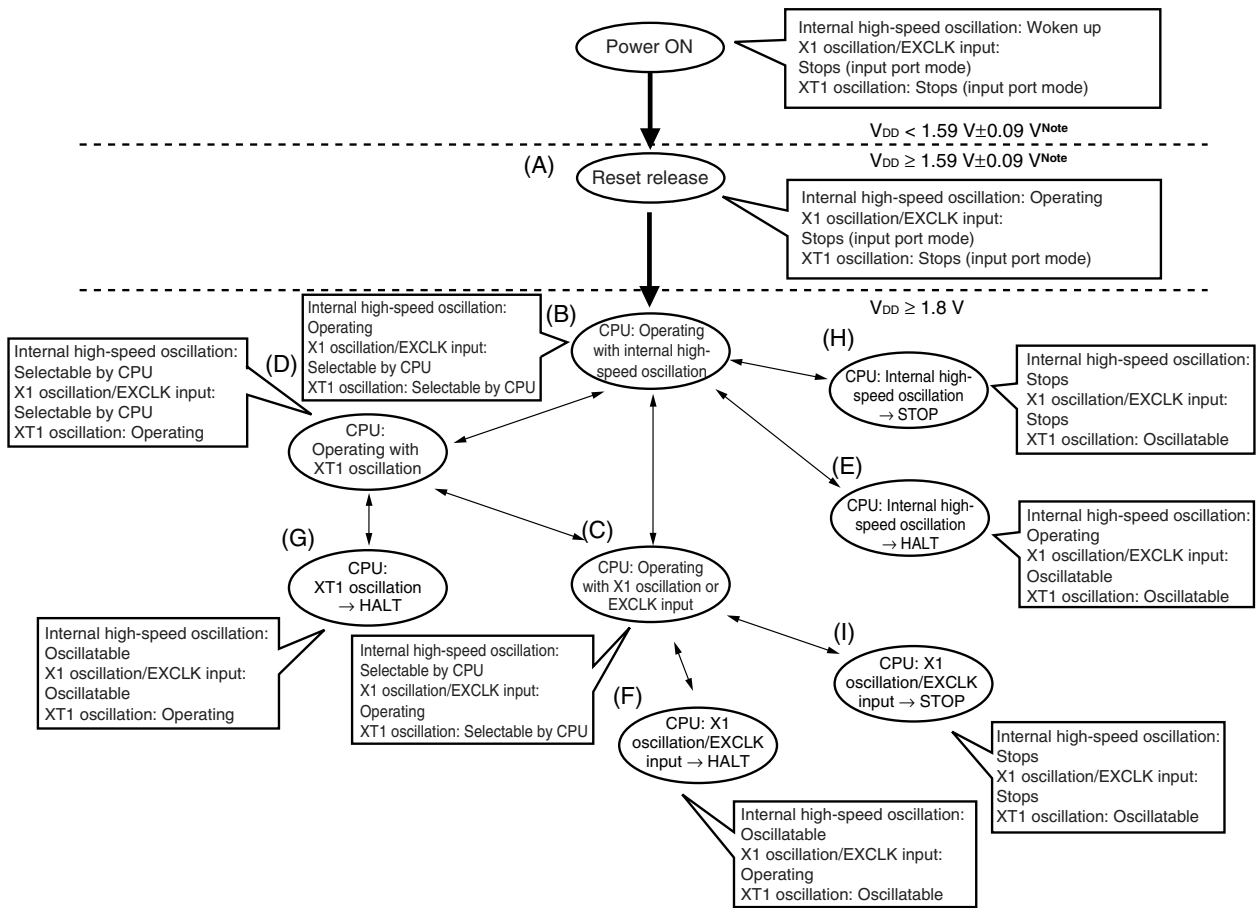 Power ON
Internal high-speed oscillation: Woken up
X1 oscillation/EXCLK input:
Stops (input port mode)
XT1 oscillation: Stops (input port mode)
VDD < 1.59 V±0.09 VNote
VDD ≥ 1.59 V±0.09 VNote
(A)
Reset release
Internal high-speed oscillation: Operating
X1 oscillation/EXCLK input:
Stops (input port mode)
XT1 oscillation: Stops (input port mode)
VDD ≥ 1.8 V
(B)
CPU: Operating
with internal high-
speed oscillation
Internal high-speed oscillation:
Operating
X1 oscillation/EXCLK input:
Selectable by CPU
XT1 oscillation: Selectable by CPU
(D)
Internal high-speed oscillation:
Selectable by CPU
X1 oscillation/EXCLK input:
Selectable by CPU
XT1 oscillation: Operating
CPU:
Operating with
XT1 oscillation
(H)
CPU: Internal high-
speed oscillation
→ STOP
Internal high-speed oscillation:
Stops
X1 oscillation/EXCLK input:
Stops
XT1 oscillation: Oscillatable
(E)
CPU: Internal high-
speed oscillation
→ HALT
Internal high-speed oscillation:
Operating
X1 oscillation/EXCLK input:
Oscillatable
XT1 oscillation: Oscillatable
(G)
CPU:
XT1 oscillation
→ HALT
Internal high-speed oscillation:
Oscillatable
X1 oscillation/EXCLK input:
Oscillatable
XT1 oscillation: Operating
(C)
CPU: Operating
with X1 oscillation or
EXCLK input
Internal high-speed oscillation:
Selectable by CPU
X1 oscillation/EXCLK input:
Operating
XT1 oscillation: Selectable by CPU
(I)
CPU: X1
oscillation/EXCLK
input → STOP
Internal high-speed oscillation:
Stops
X1 oscillation/EXCLK input:
Stops
XT1 oscillation: Oscillatable
(F)
CPU: X1
oscillation/EXCLK
input → HALT
Internal high-speed oscillation:
Oscillatable
X1 oscillation/EXCLK input:
Operating
XT1 oscillation: Oscillatable